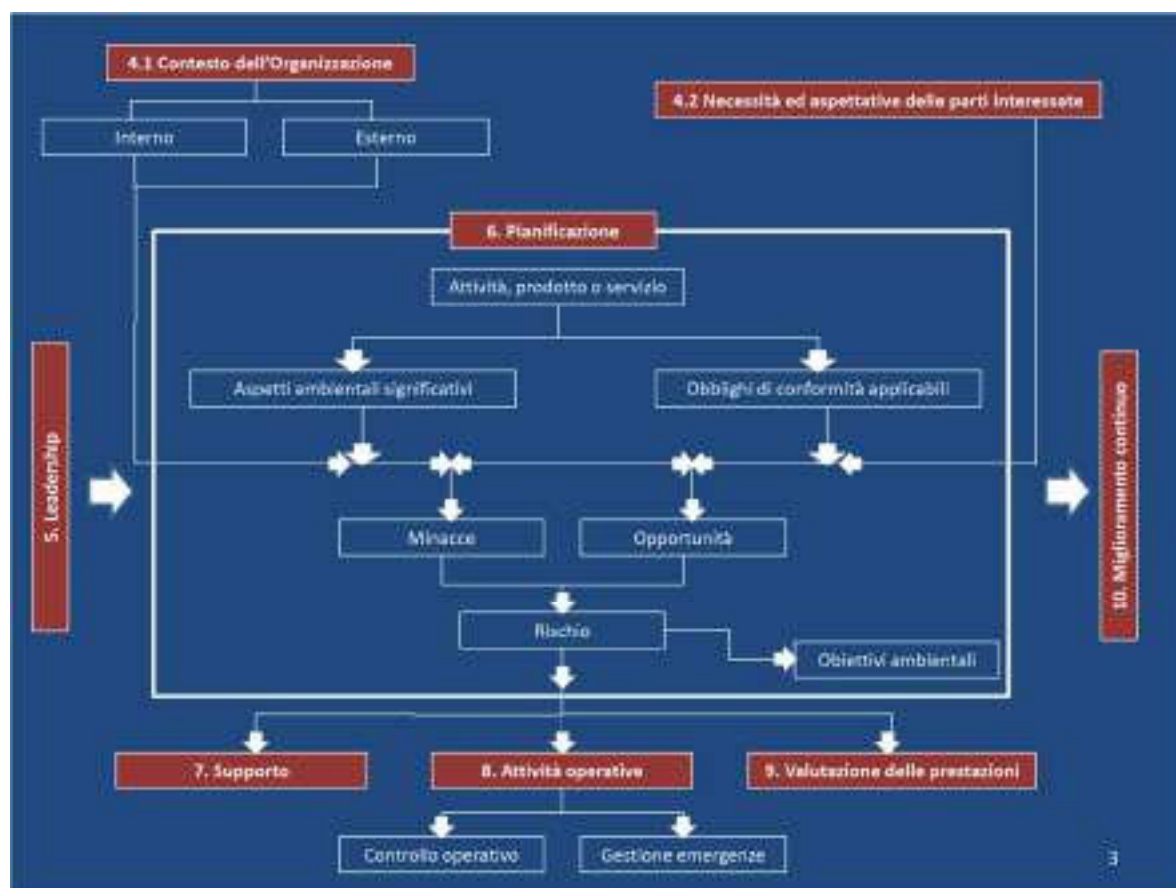 4.1 Contesto dell'Organizzazione
4.2 Necessità ed aspettative delle parti interessate
Interno
Esterno
6. Pianificazione
Attività, prodotto o servizio
Aspetti ambientali significativi
Obblighi di conformità applicabili
5. Leadership
10. Miglioramento continuo
Minacce
Opportunità
Rischio
Obiettivi ambientali
7. Supporto
8. Attività operative
9. Valutazione delle prestazioni
Controllo operativo
Gestione emergenze
3